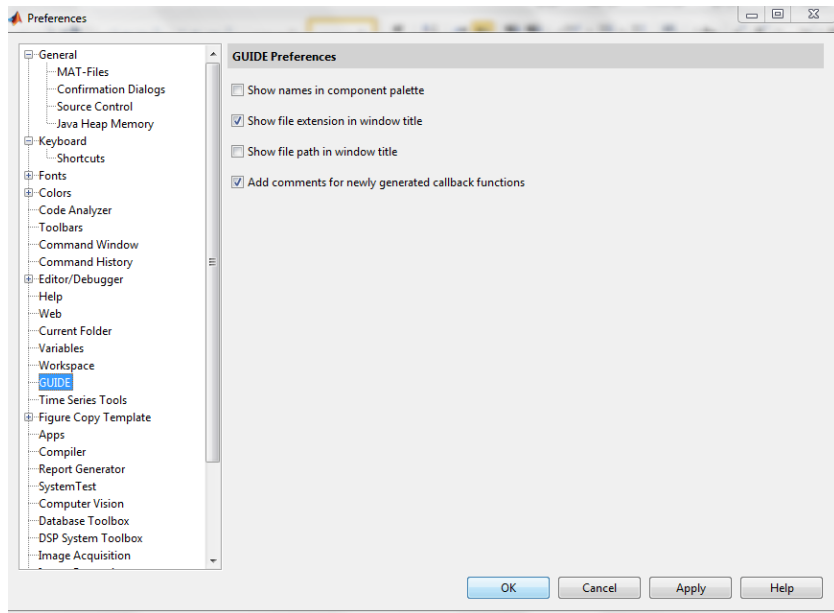 Preferences
General
MAT-Files
Confirmation Dialogs
Source Control
Java Heap Memory
Keyboard
Shortcuts
Fonts
Colors
Code Analyzer
Toolbars
Command Window
Command History
Editor/Debugger
Help
Web
Current Folder
Variables
Workspace
GUIDE
Time Series Tools
Figure Copy Template
Apps
Compiler
Report Generator
SystemTest
Computer Vision
Database Toolbox
DSP System Toolbox
Image Acquisition
GUIDE Preferences
Show names in component palette
Show file extension in window title
Show file path in window title
Add comments for newly generated callback functions
OK Cancel Apply Help